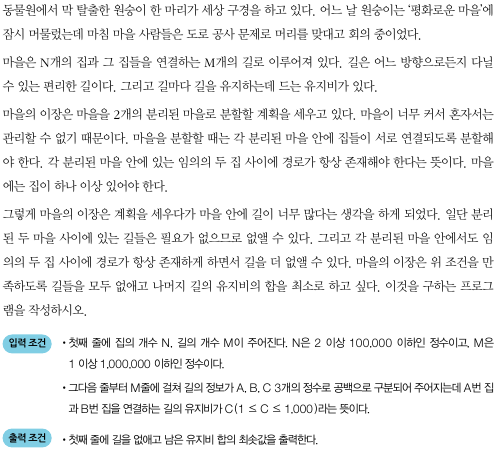 동물원에서 막 탈출한 원숭이 한 마리가 세상 구경을 하고 있다. 어느 날 원숭이는 '평화로운 마을'에
잠시 머물렀는데 마침 마을 사람들은 도로 공사 문제로 머리를 맞대고 회의 중이었다.
마을은 N개의 집과 그 집들을 연결하는 M개의 길로 이루어져 있다. 길은 어느 방향으로든지 다닐
수 있는 편리한 길이다. 그리고 길마다 길을 유지하는데 드는 유지비가 있다.
마을의 이장은 마을을 2개의 분리된 마을로 분할할 계획을 세우고 있다. 마을이 너무 커서 혼자서는
관리할 수 없기 때문이다. 마을을 분할할 때는 각 분리된 마을 안에 집들이 서로 연결되도록 분할해
야 한다. 각 분리된 마을 안에 있는 임의의 두 집 사이에 경로가 항상 존재해야 한다는 뜻이다. 마을
에는 집이 하나 이상 있어야 한다.
그렇게 마을의 이장은 계획을 세우다가 마을 안에 길이 너무 많다는 생각을 하게 되었다. 일단 분리
된 두 마을 사이에 있는 길들은 필요가 없으므로 없앨 수 있다. 그리고 각 분리된 마을 안에서도 임
의의 두 집 사이에 경로가 항상 존재하게 하면서 길을 더 없앨 수 있다. 마을의 이장은 위 조건을 만
족하도록 길들을 모두 없애고 나머지 길의 유지비의 합을 최소로 하고 싶다. 이것을 구하는 프로그
램을 작성하시오.
입력 조건 • 첫째 줄에 집의 개수 N, 길의 개수 M이 주어진다. N은 2 이상 100,000 이하인 정수이고, M은
1 이상 1,000,000 이하인 정수이다.
• 그다음 줄부터 M줄에 걸쳐 길의 정보가 A, B, C 3개의 정수로 공백으로 구분되어 주어지는데 A번 집
과 B번 집을 연결하는 길의 유지비가 C(1 ≤ C ≤ 1,000)라는 뜻이다.
출력 조건 • 첫째 줄에 길을 없애고 남은 유지비 합의 최솟값을 출력한다.